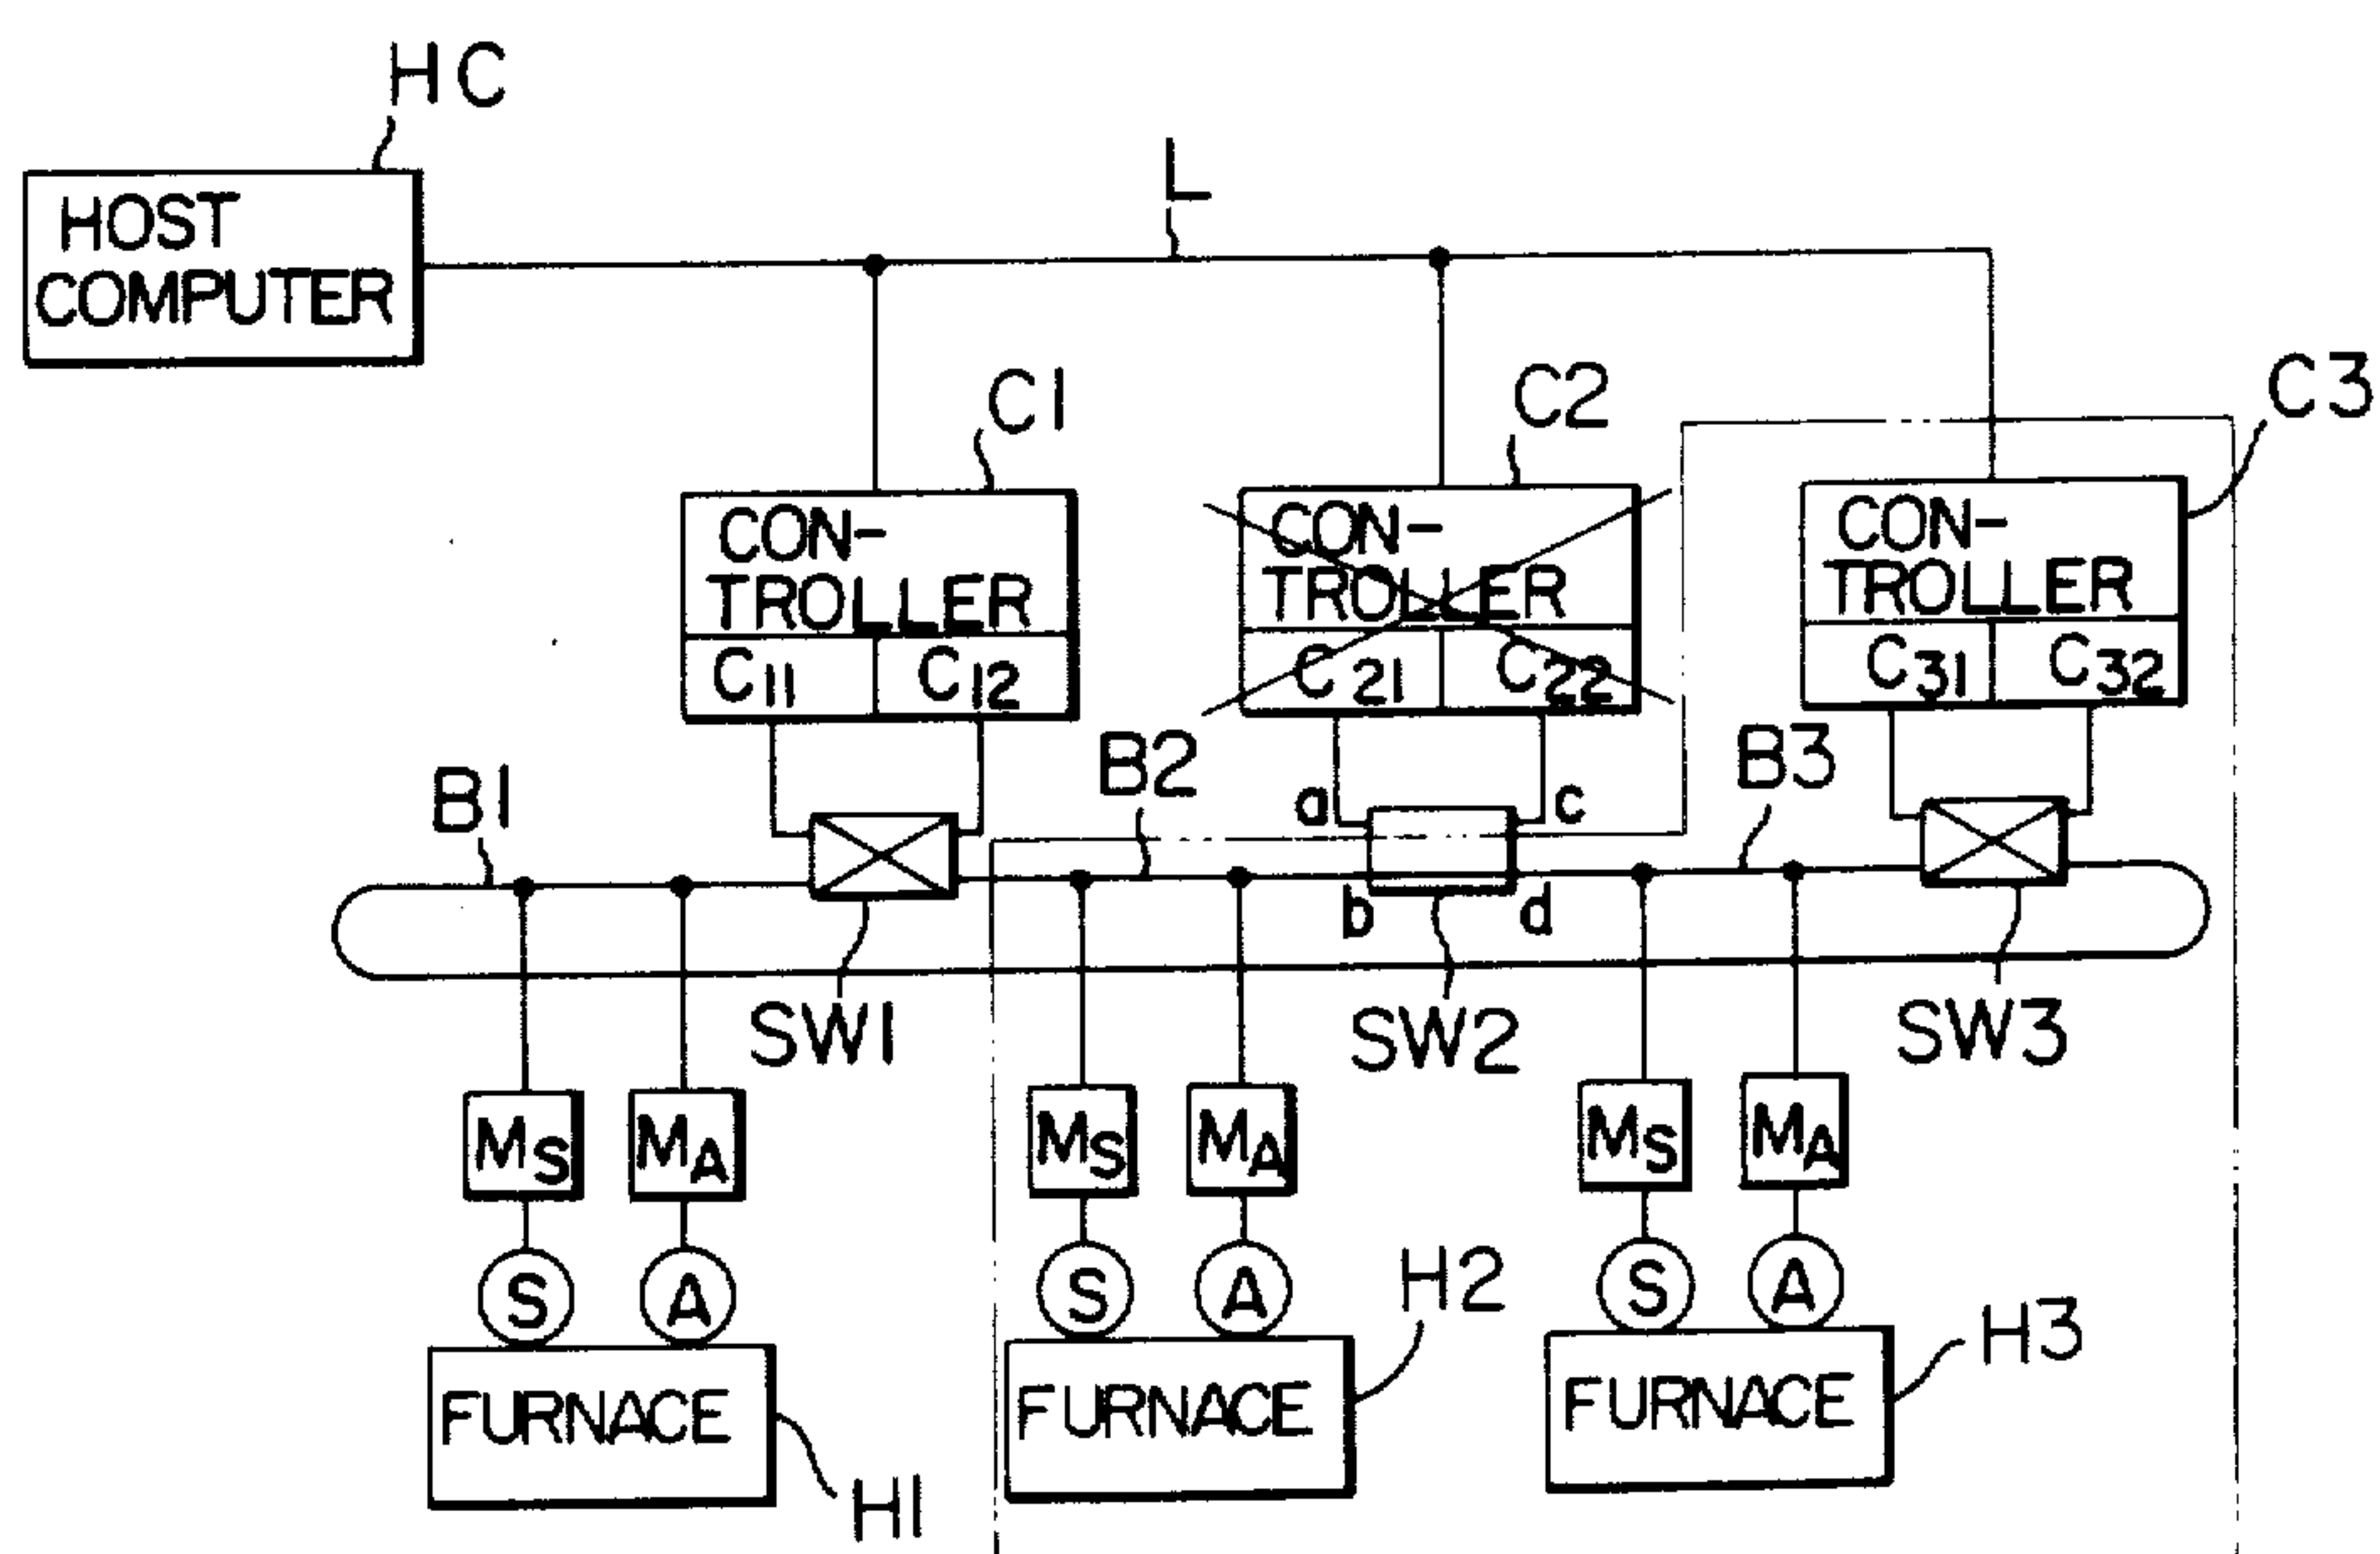 HC
HOST
COMPUTER
L
C1
C2
C3
CON-
TROLLER
C11 C12
CON-
TROLLER
C21 C22
CON-
TROLLER
C31 C32
B1
B2
a
c
B3
b
d
SW1
SW2
SW3
MS
MA
MS
MA
MS
MA
S
A
S
A
S
A
FURNACE
H1
FURNACE
H2
FURNACE
H3